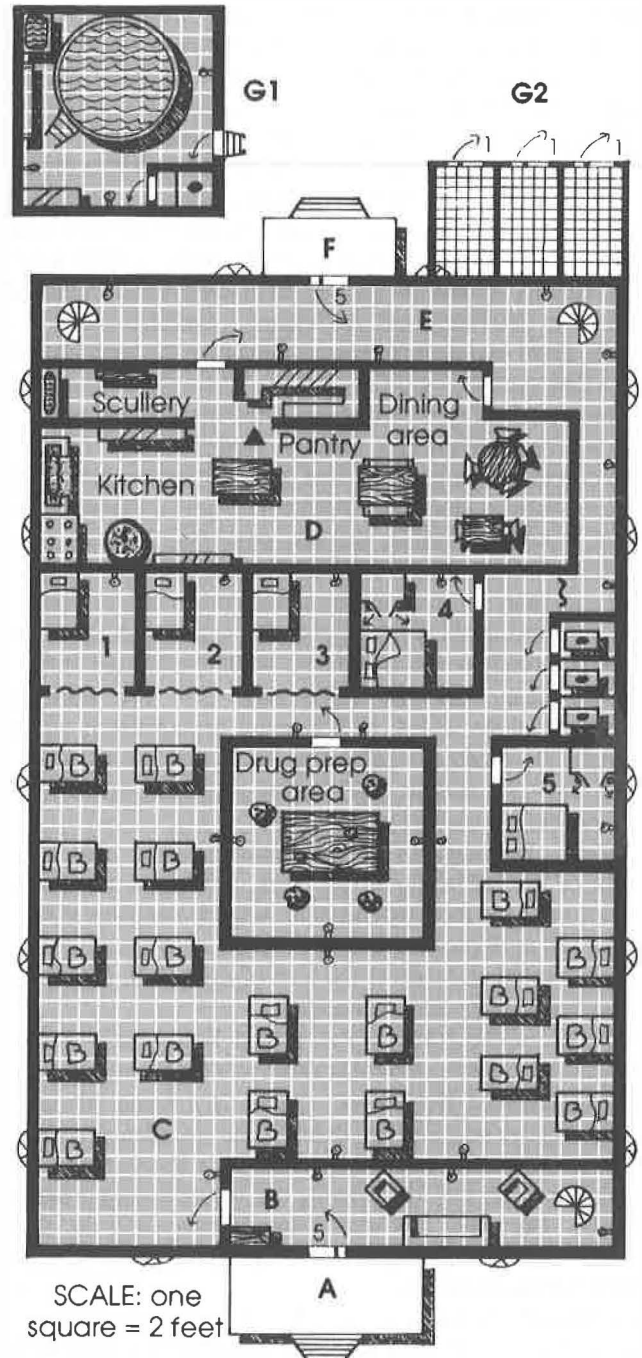 G1
G2
1 1 1
F
5
E
Scullery
Pantry
Dining
area
Kitchen
D
1
2
3
4
Drug prep
area
5
B B
B B
B
B B
B
B B
B
B B
B
B B
B
B
B
B B
C
B
B
5
A
SCALE: one
square = 2 feet